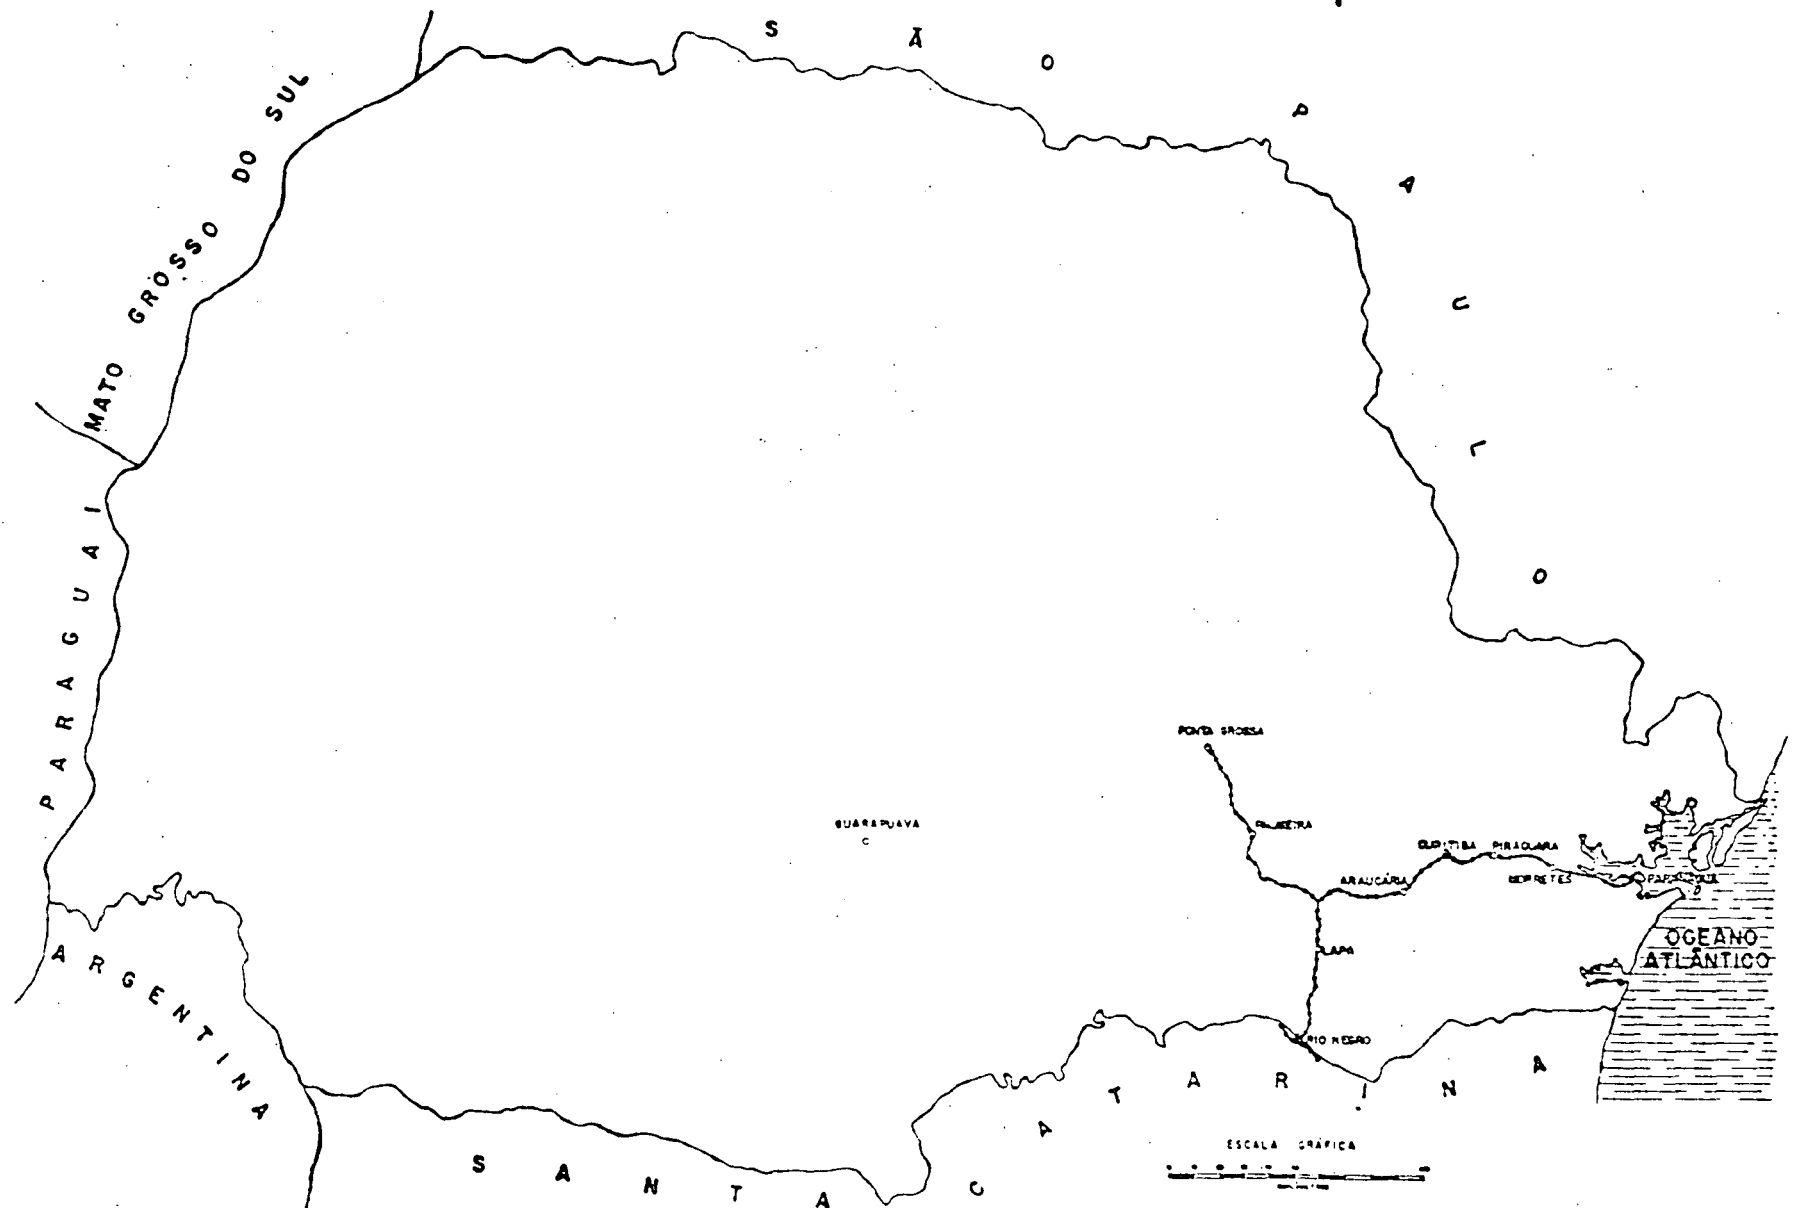 SÃO PAULO
MATO GROSSO DO SUL
PARAGUAI
PONTA GROSSA
GUARAPUAVA
PALMEIRA
CURITIBA
PIRAQUARA
ARAUCÁRIA
MORRETES
PARANAGUÁ
LAPA
OCEANO
ATLÂNTICO
ARGENTINA
RIO NEGRO
SANTA CATARINA
ESCALA GRÁFICA